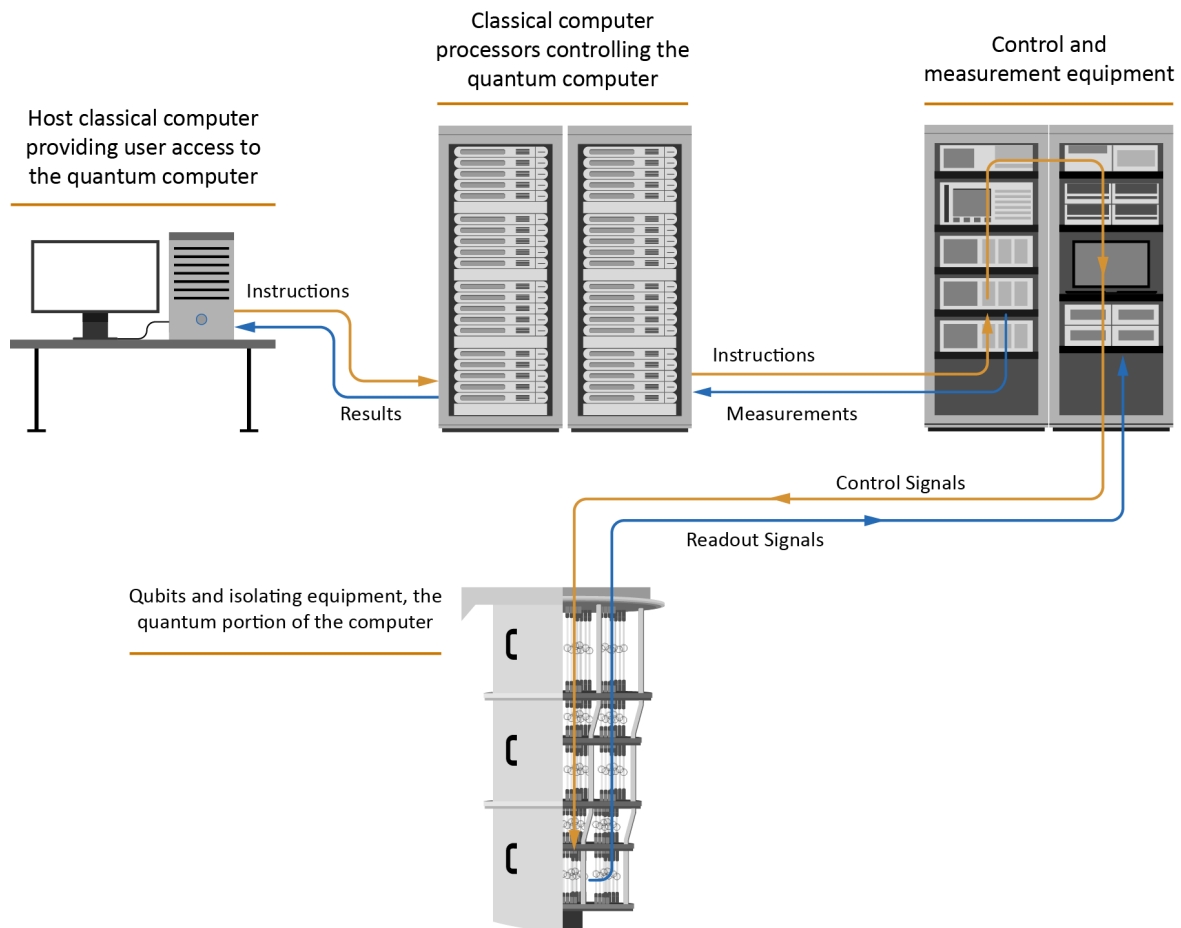 Classical computer
processors controlling the
quantum computer
Control and
measurement equipment
Host classical computer
providing user access to
the quantum computer
Instructions
Results
Instructions
Measurements
Control Signals
Readout Signals
Qubits and isolating equipment, the
quantum portion of the computer